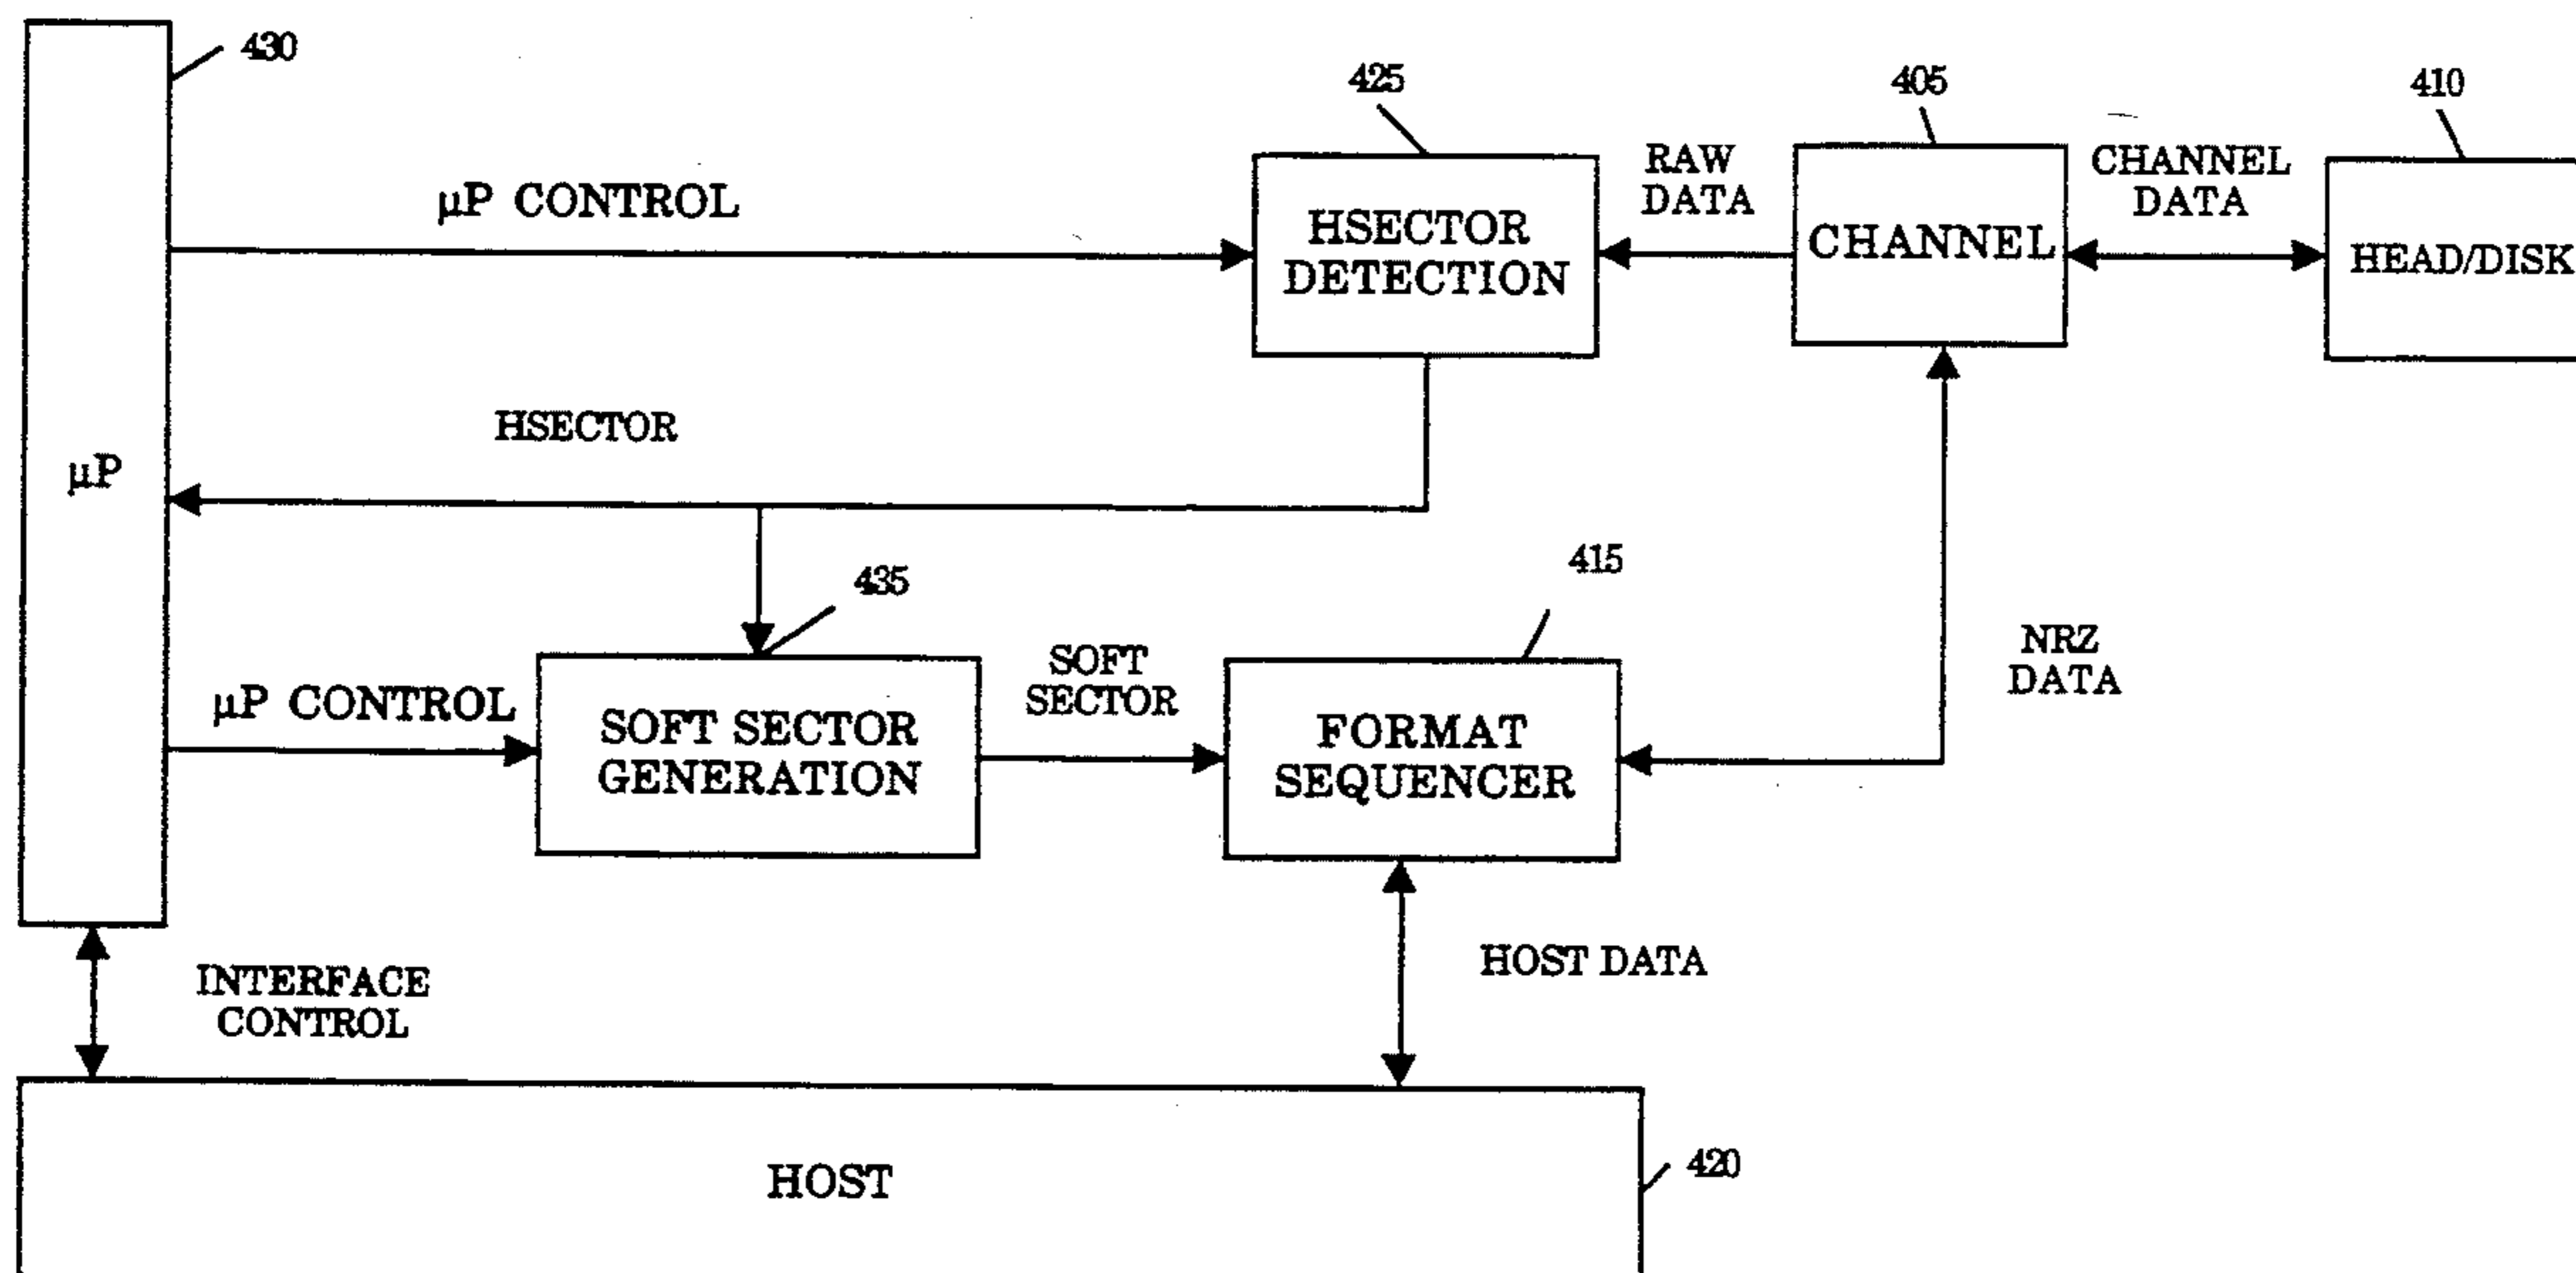 430
425
405
410
RAW
DATA
CHANNEL
DATA
µP CONTROL
HSECTOR
DETECTION
CHANNEL
HEAD/DISK
HSECTOR
µP
435
415
SOFT
SECTOR
NRZ
DATA
µP CONTROL
SOFT SECTOR
GENERATION
FORMAT
SEQUENCER
INTERFACE
CONTROL
HOST DATA
HOST
420